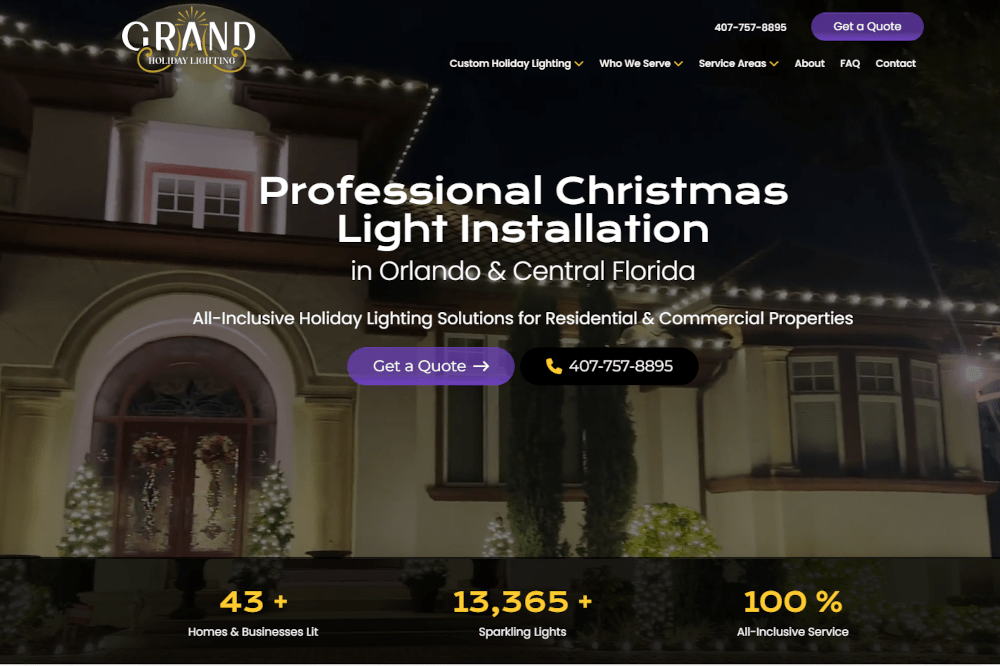 GRAND
HOLIDAY LIGHTING
407-757-8895
Get a Quote
Custom Holiday Lighting
Who We Serve
Service Areas
About
FAQ
Contact
Professional Christmas
Light Installation
in Orlando & Central Florida
All-Inclusive Holiday Lighting Solutions for Residential & Commercial Properties
Get a Quote
407-757-8895
43 +
13,365 +
100 %
Homes & Businesses Lit
Sparkling Lights
All-Inclusive Service